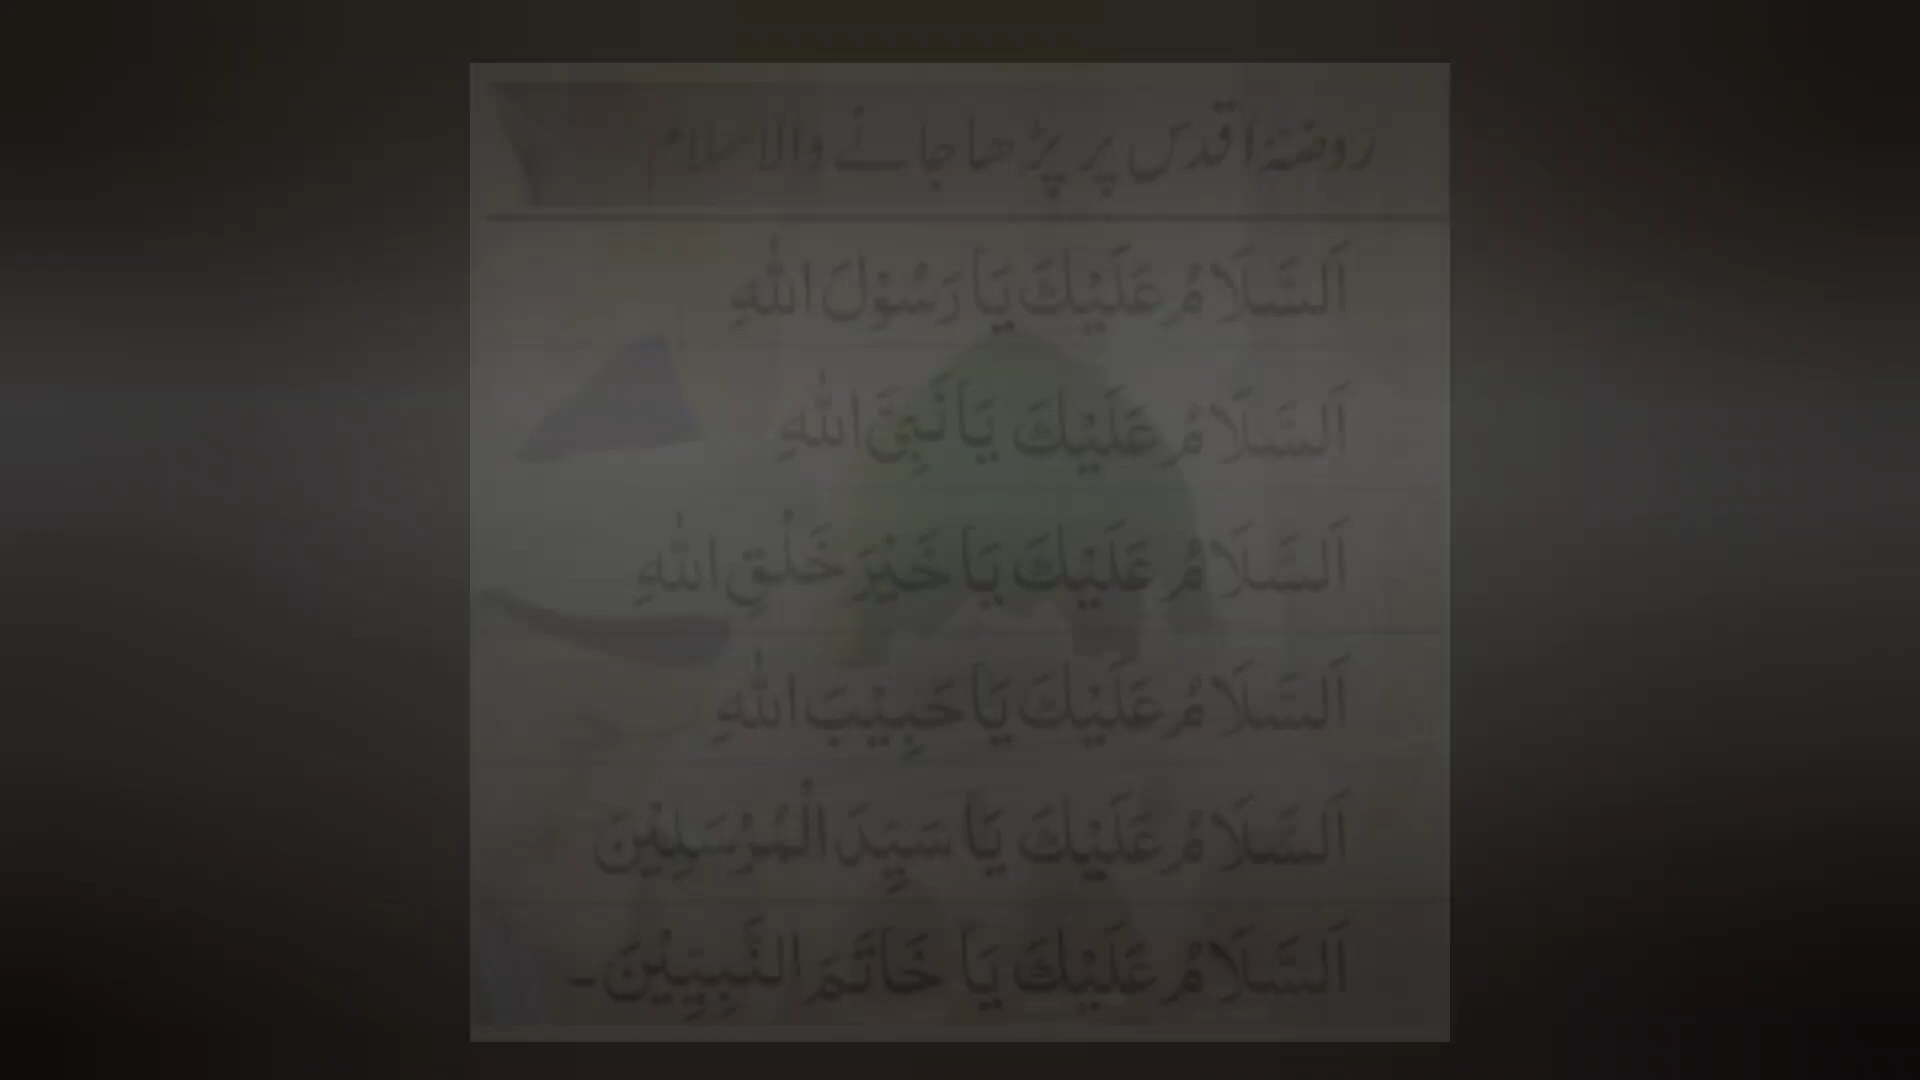 روضۂ اقدس پر پڑھا جانے والا سلام
اَلسَّلَامُ عَلَيْكَ يَا رَسُوْلَ اللّٰهِ
اَلسَّلَامُ عَلَيْكَ يَا نَبِيَّ اللّٰهِ
اَلسَّلَامُ عَلَيْكَ يَا خَيْرَ خَلْقِ اللّٰهِ
اَلسَّلَامُ عَلَيْكَ يَا حَبِيْبَ اللّٰهِ
اَلسَّلَامُ عَلَيْكَ يَا سَيِّدَ الْمُرْسَلِيْنَ
اَلسَّلَامُ عَلَيْكَ يَا خَاتَمَ النَّبِيِّيْنَ۔